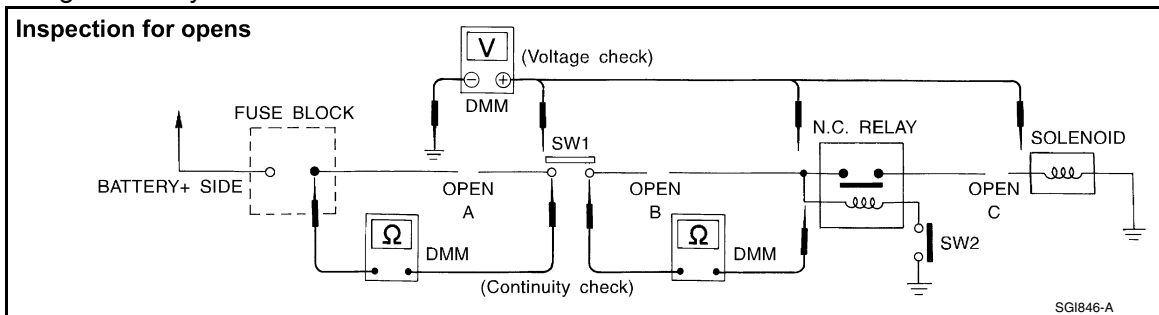 Inspection for opens
V
(Voltage check)
DMM
FUSE BLOCK
N.C. RELAY
SW1
SOLENOID
BATTERY+ SIDE
OPEN
A
OPEN
B
OPEN
C
Ω
DMM
Ω
DMM
SW2
(Continuity check)
SGI846-A